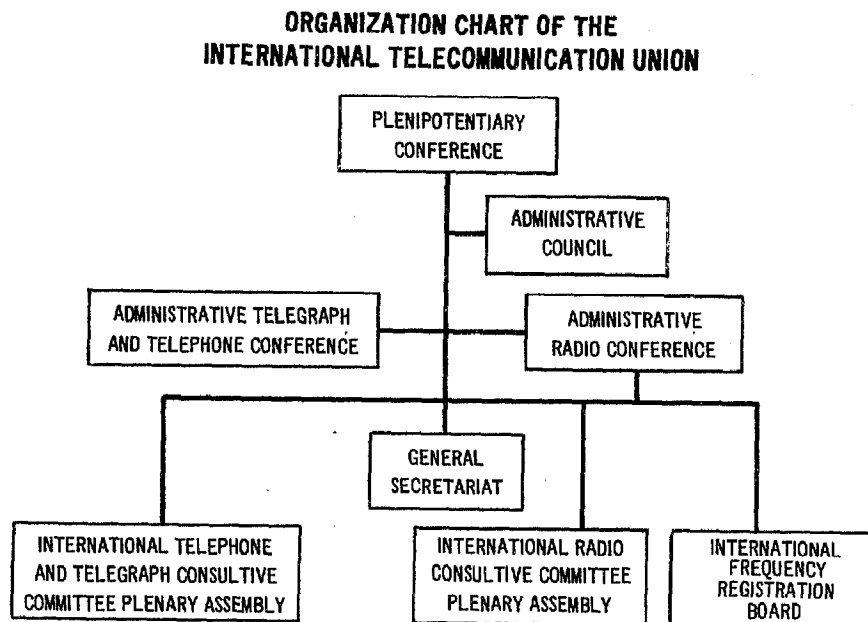 ORGANIZATION CHART OF THE
INTERNATIONAL TELECOMMUNICATION UNION
PLENIPOTENTIARY
CONFERENCE
ADMINISTRATIVE
COUNCIL
ADMINISTRATIVE TELEGRAPH
AND TELEPHONE CONFERENCE
ADMINISTRATIVE
RADIO CONFERENCE
GENERAL
SECRETARIAT
INTERNATIONAL TELEPHONE
AND TELEGRAPH CONSULTIVE
COMMITTEE PLENARY ASSEMBLY
INTERNATIONAL RADIO
CONSULTIVE COMMITTEE
PLENARY ASSEMBLY
INTERNATIONAL
FREQUENCY
REGISTRATION
BOARD